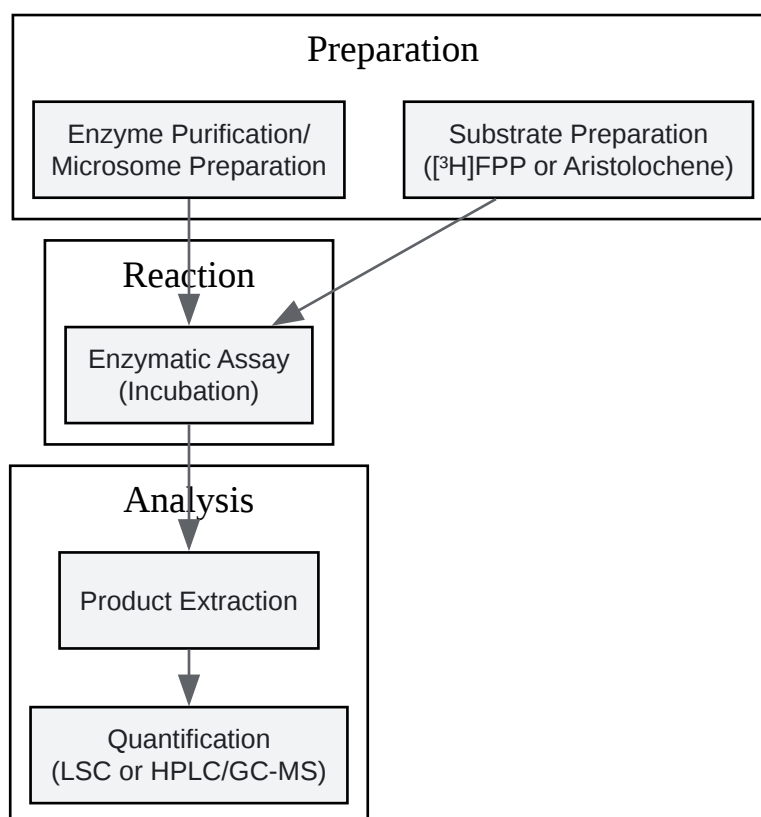 Preparation
Enzyme Purification/
Microsome Preparation
Substrate Preparation
([³H]FPP or Aristolochene)
Reaction
Enzymatic Assay
(Incubation)
Analysis
Product Extraction
Quantification
(LSC or HPLC/GC-MS)